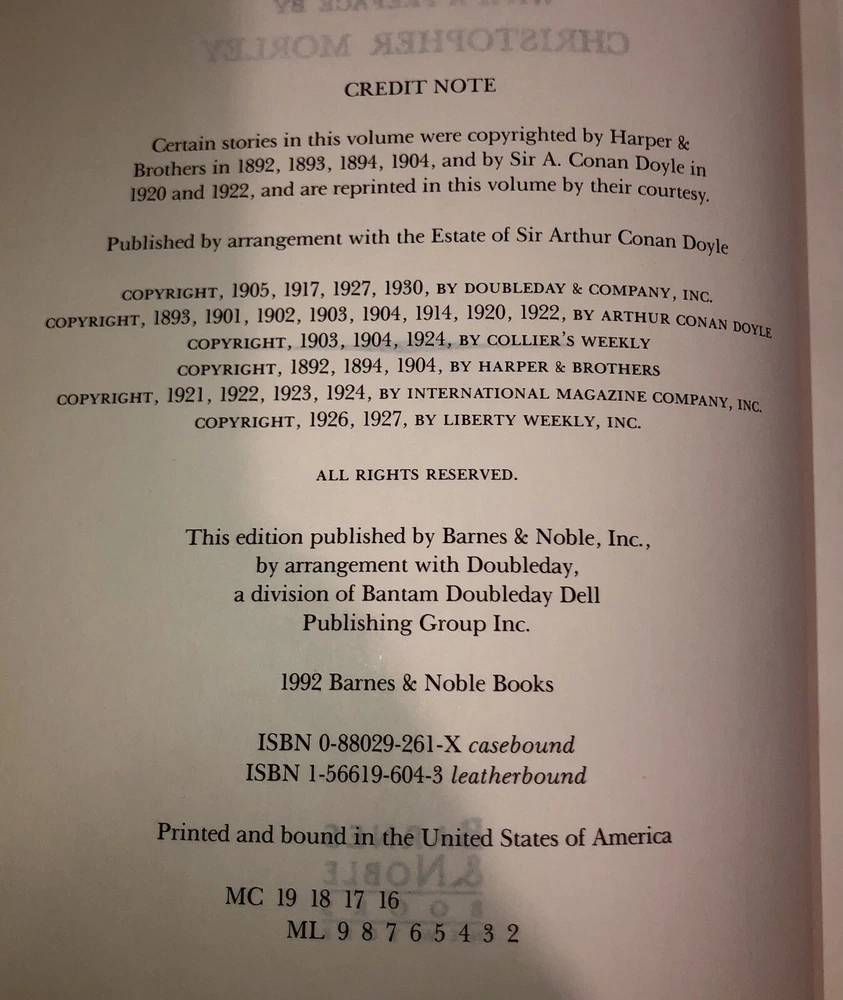 WITH A PREFACE BY
CHRISTOPHER MORLEY
CREDIT NOTE
Certain stories in this volume were copyrighted by Harper &
Brothers in 1892, 1893, 1894, 1904, and by Sir A. Conan Doyle in
1920 and 1922, and are reprinted in this volume by their courtesy.
Published by arrangement with the Estate of Sir Arthur Conan Doyle
COPYRIGHT, 1905, 1917, 1927, 1930, BY DOUBLEDAY & COMPANY, INC.
COPYRIGHT, 1893, 1901, 1902, 1903, 1904, 1914, 1920, 1922, BY ARTHUR CONAN DOYLE
COPYRIGHT, 1903, 1904, 1924, BY COLLIER'S WEEKLY
COPYRIGHT, 1892, 1894, 1904, BY HARPER & BROTHERS
COPYRIGHT, 1921, 1922, 1923, 1924, BY INTERNATIONAL MAGAZINE COMPANY, INC.
COPYRIGHT, 1926, 1927, BY LIBERTY WEEKLY, INC.
ALL RIGHTS RESERVED.
This edition published by Barnes & Noble, Inc.,
by arrangement with Doubleday,
a division of Bantam Doubleday Dell
Publishing Group Inc.
1992 Barnes & Noble Books
ISBN 0-88029-261-X casebound
ISBN 1-56619-604-3 leatherbound
Printed and bound in the United States of America
BARNES
& NOBLE
BOOKS
MC 19 18 17 16
ML 9 8 7 6 5 4 3 2